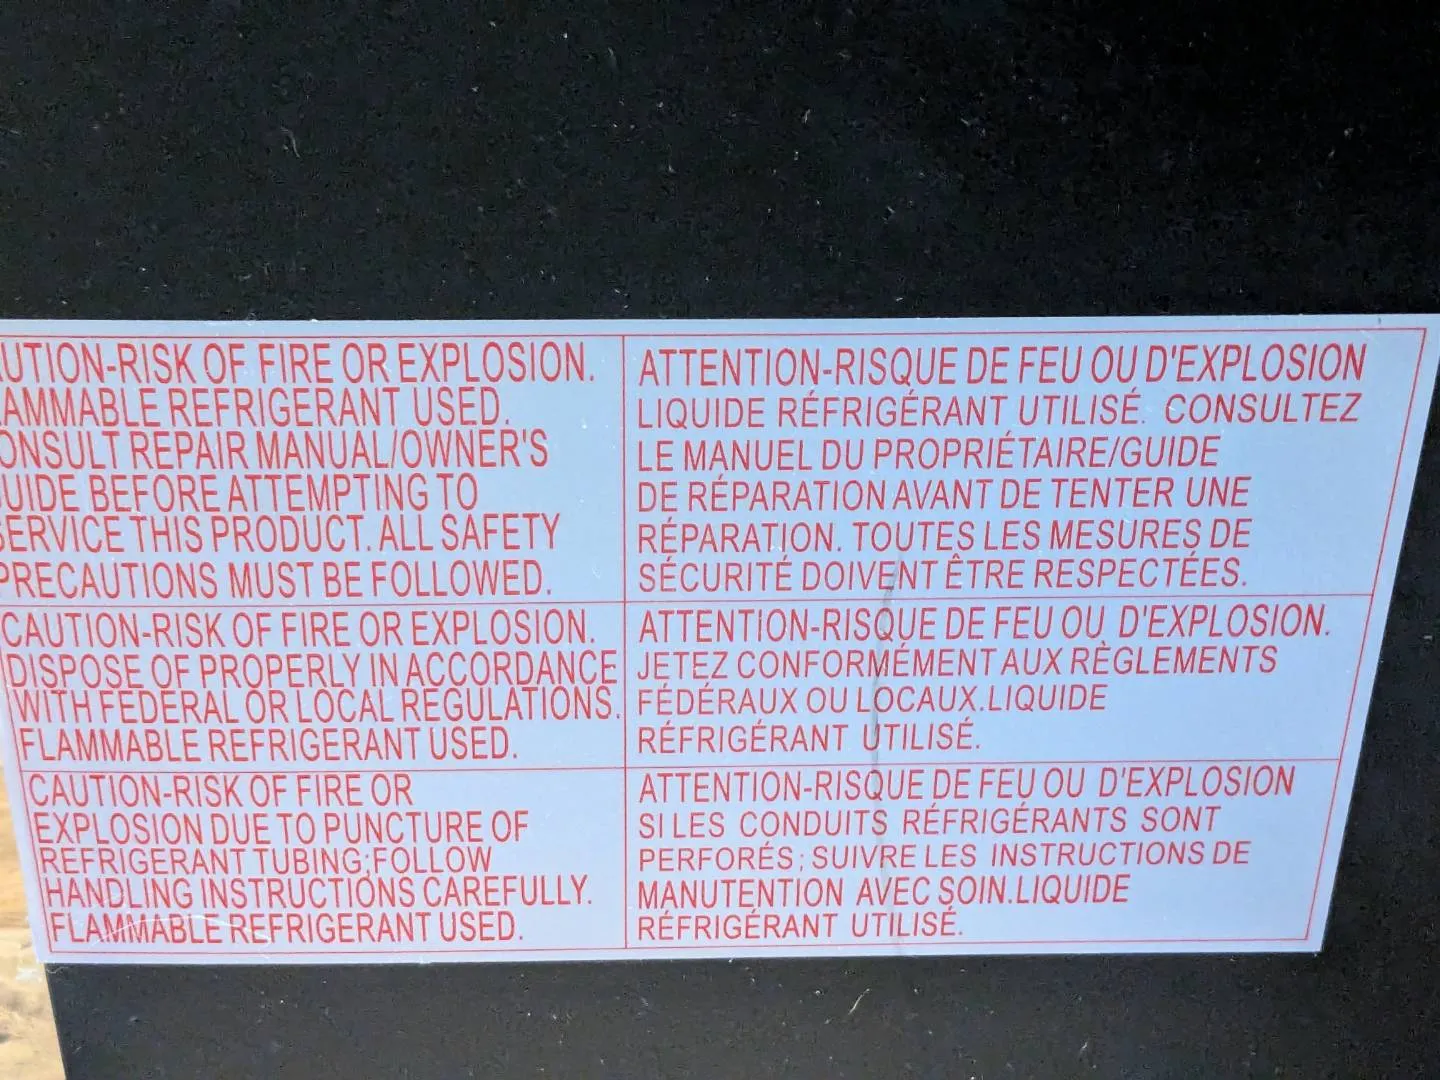 UTION-RISK OF FIRE OR EXPLOSION.
AMMABLE REFRIGERANT USED.
ONSULT REPAIR MANUAL/OWNER'S
UIDE BEFORE ATTEMPTING TO
SERVICE THIS PRODUCT. ALL SAFETY
PRECAUTIONS MUST BE FOLLOWED.
ATTENTION-RISQUE DE FEU OU D'EXPLOSION
LIQUIDE RÉFRIGÉRANT UTILISÉ. CONSULTEZ
LE MANUEL DU PROPRIÉTAIRE/GUIDE
DE RÉPARATION AVANT DE TENTER UNE
RÉPARATION. TOUTES LES MESURES DE
SÉCURITÉ DOIVENT ÊTRE RESPECTÉES.
CAUTION-RISK OF FIRE OR EXPLOSION.
DISPOSE OF PROPERLY IN ACCORDANCE
WITH FEDERAL OR LOCAL REGULATIONS.
FLAMMABLE REFRIGERANT USED.
ATTENTION-RISQUE DE FEU OU D'EXPLOSION.
JETEZ CONFORMÉMENT AUX RÈGLEMENTS
FÉDÉRAUX OU LOCAUX.LIQUIDE
RÉFRIGÉRANT UTILISÉ.
CAUTION-RISK OF FIRE OR
EXPLOSION DUE TO PUNCTURE OF
REFRIGERANT TUBING;FOLLOW
HANDLING INSTRUCTIONS CAREFULLY.
FLAMMABLE REFRIGERANT USED.
ATTENTION-RISQUE DE FEU OU D'EXPLOSION
SI LES CONDUITS RÉFRIGÉRANTS SONT
PERFORÉS; SUIVRE LES INSTRUCTIONS DE
MANUTENTION AVEC SOIN.LIQUIDE
RÉFRIGÉRANT UTILISÉ.